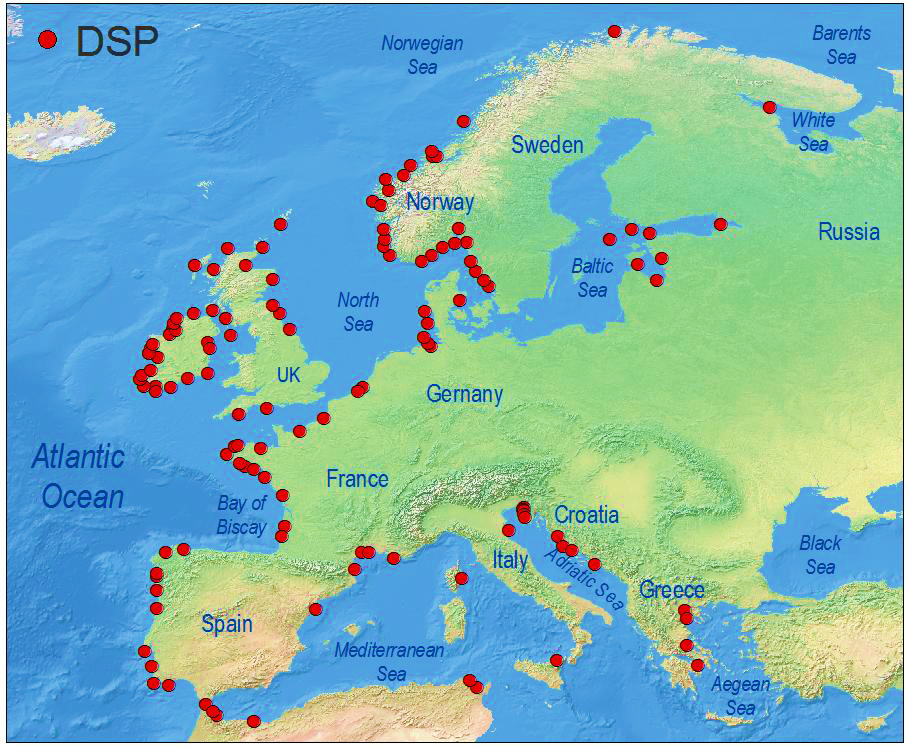 DSP
Norwegian
Sea
Barents
Sea
White
Sea
Sweden
Norway
Russia
Baltic
Sea
North
Sea
UK
Gernany
Atlantic
Ocean
France
Bay of
Biscay
Croatia
Black
Sea
Italy
Adriatic Sea
Greece
Spain
Mediterranean
Sea
Aegean
Sea